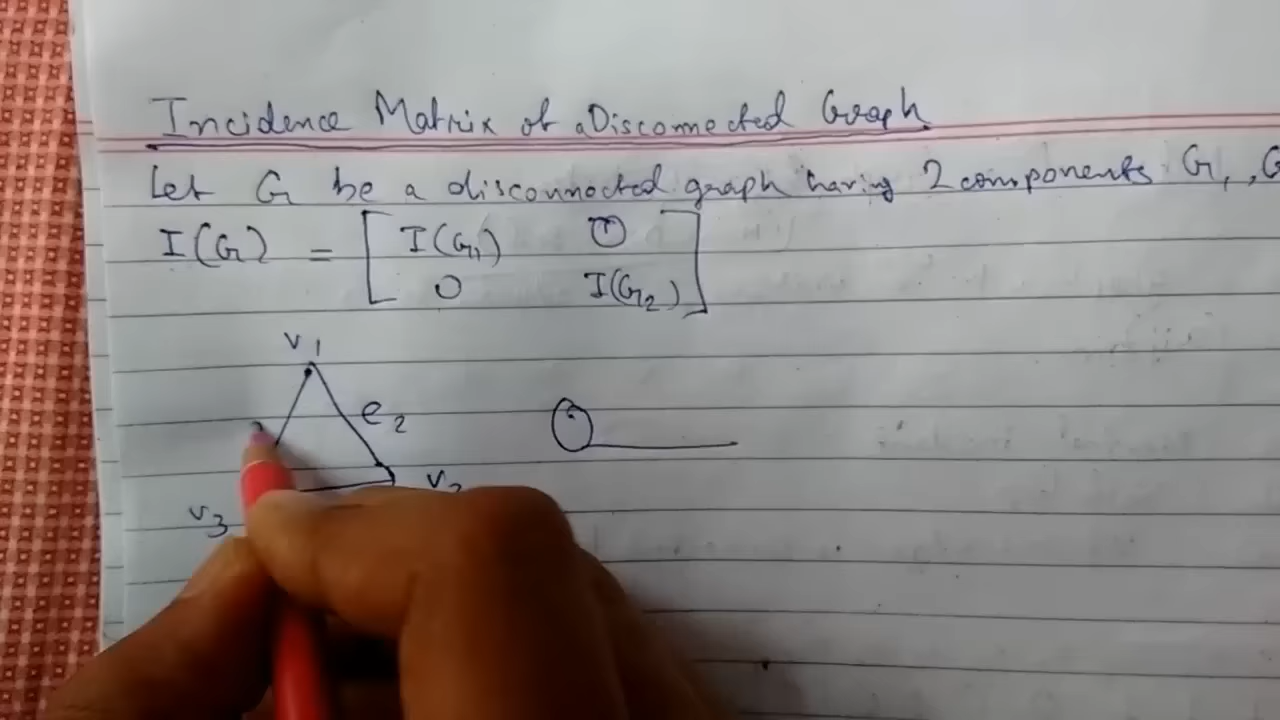 Incidence Matrix of a Disconnected Graph
Let G be a disconnected graph having 2 components G₁, G
I(G) = [ I(G₁) 0
0 I(G₂) ]
v1
e2
v2
v3